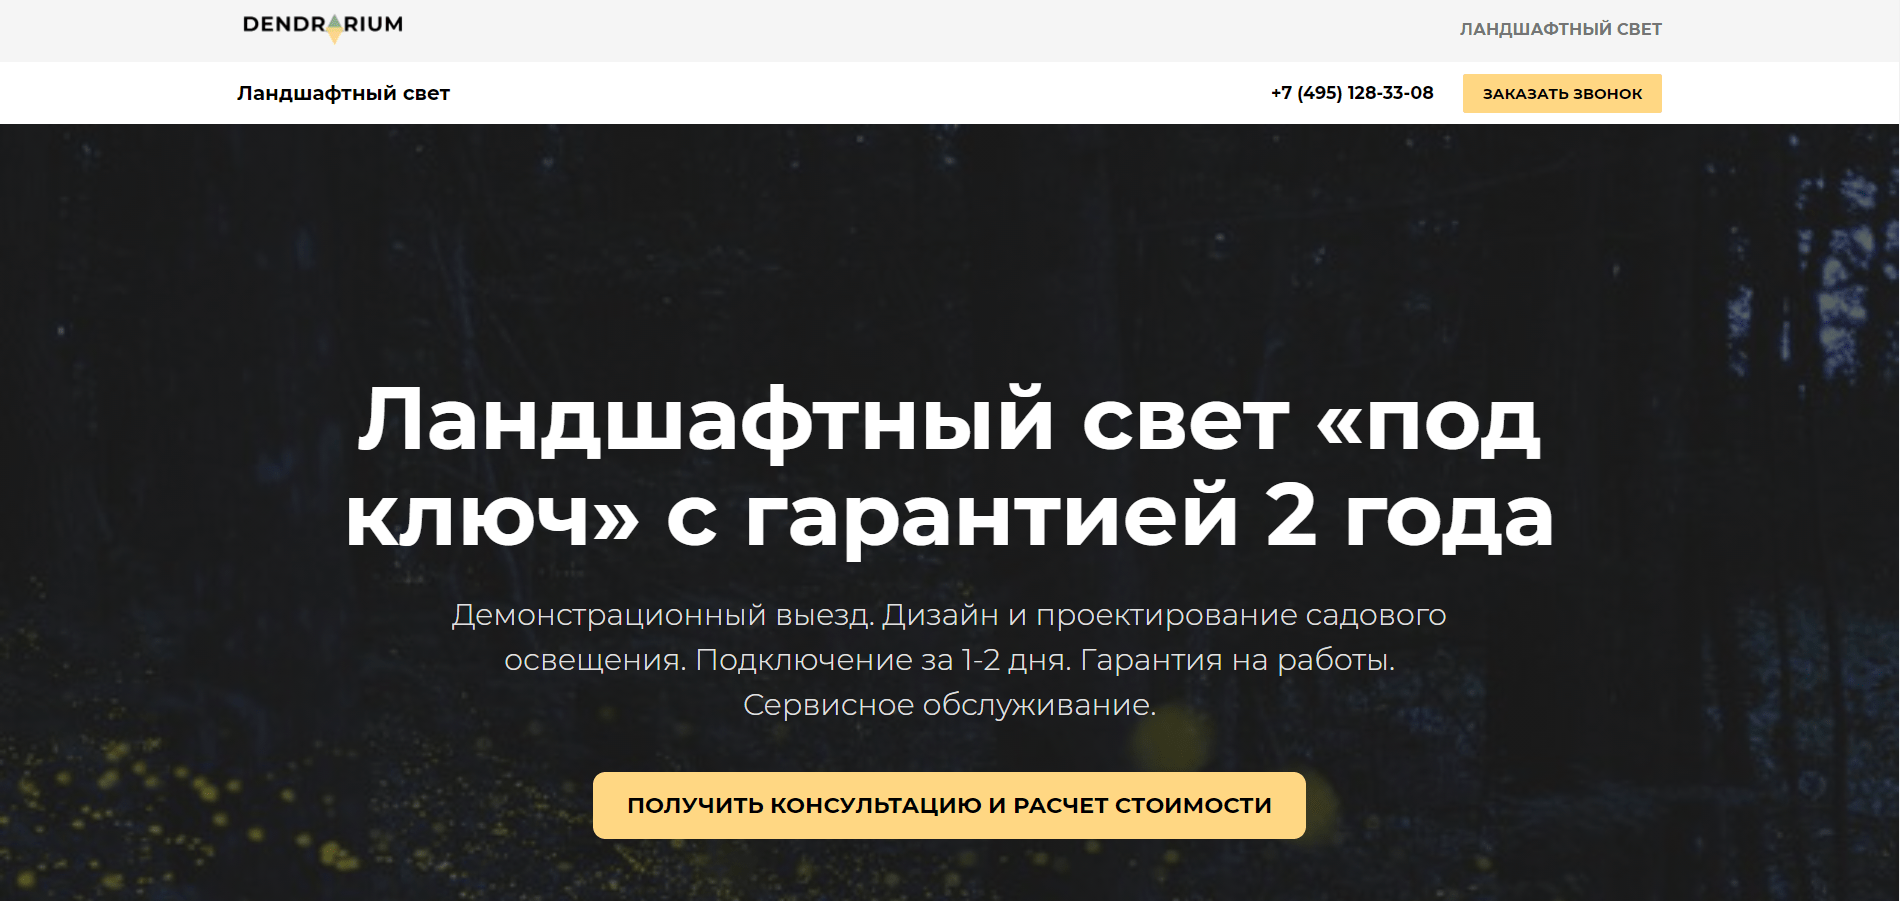 DENDRARIUM
ЛАНДШАФТНЫЙ СВЕТ
Ландшафтный свет
+7 (495) 128-33-08
ЗАКАЗАТЬ ЗВОНОК
Ландшафтный свет «под
ключ» с гарантией 2 года
Демонстрационный выезд. Дизайн и проектирование садового
освещения. Подключение за 1-2 дня. Гарантия на работы.
Сервисное обслуживание.
ПОЛУЧИТЬ КОНСУЛЬТАЦИЮ И РАСЧЕТ СТОИМОСТИ